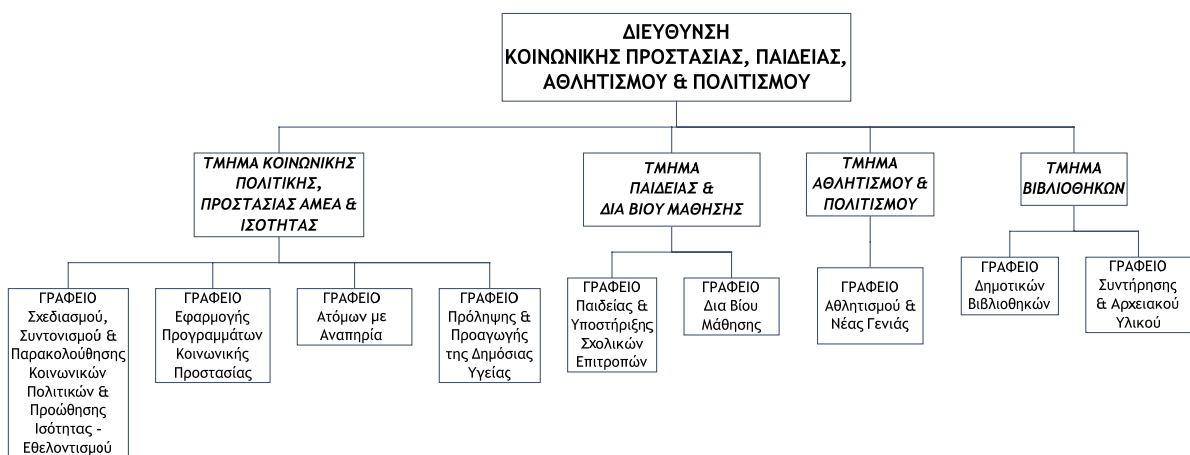 ΔΙΕΥΘΥΝΣΗ
ΚΟΙΝΩΝΙΚΗΣ ΠΡΟΣΤΑΣΙΑΣ, ΠΑΙΔΕΙΑΣ,
ΑΘΛΗΤΙΣΜΟΥ & ΠΟΛΙΤΙΣΜΟΥ
ΤΜΗΜΑ ΚΟΙΝΩΝΙΚΗΣ
ΠΟΛΙΤΙΚΗΣ,
ΠΡΟΣΤΑΣΙΑΣ ΑΜΕΑ &
ΙΣΟΤΗΤΑΣ
ΤΜΗΜΑ
ΠΑΙΔΕΙΑΣ &
ΔΙΑ ΒΙΟΥ ΜΑΘΗΣΗΣ
ΤΜΗΜΑ
ΑΘΛΗΤΙΣΜΟΥ &
ΠΟΛΙΤΙΣΜΟΥ
ΤΜΗΜΑ
ΒΙΒΛΙΟΘΗΚΩΝ
ΓΡΑΦΕΙΟ
Σχεδιασμού,
Συντονισμού &
Παρακολούθησης
Κοινωνικών
Πολιτικών &
Προώθησης
Ισότητας -
Εθελοντισμού
ΓΡΑΦΕΙΟ
Εφαρμογής
Προγραμμάτων
Κοινωνικής
Προστασίας
ΓΡΑΦΕΙΟ
Ατόμων με
Αναπηρία
ΓΡΑΦΕΙΟ
Πρόληψης &
Προαγωγής
της Δημόσιας
Υγείας
ΓΡΑΦΕΙΟ
Παιδείας &
Υποστήριξης
Σχολικών
Επιτροπών
ΓΡΑΦΕΙΟ
Δια Βίου
Μάθησης
ΓΡΑΦΕΙΟ
Αθλητισμού &
Νέας Γενιάς
ΓΡΑΦΕΙΟ
Δημοτικών
Βιβλιοθηκών
ΓΡΑΦΕΙΟ
Συντήρησης
& Αρχειακού
Υλικού